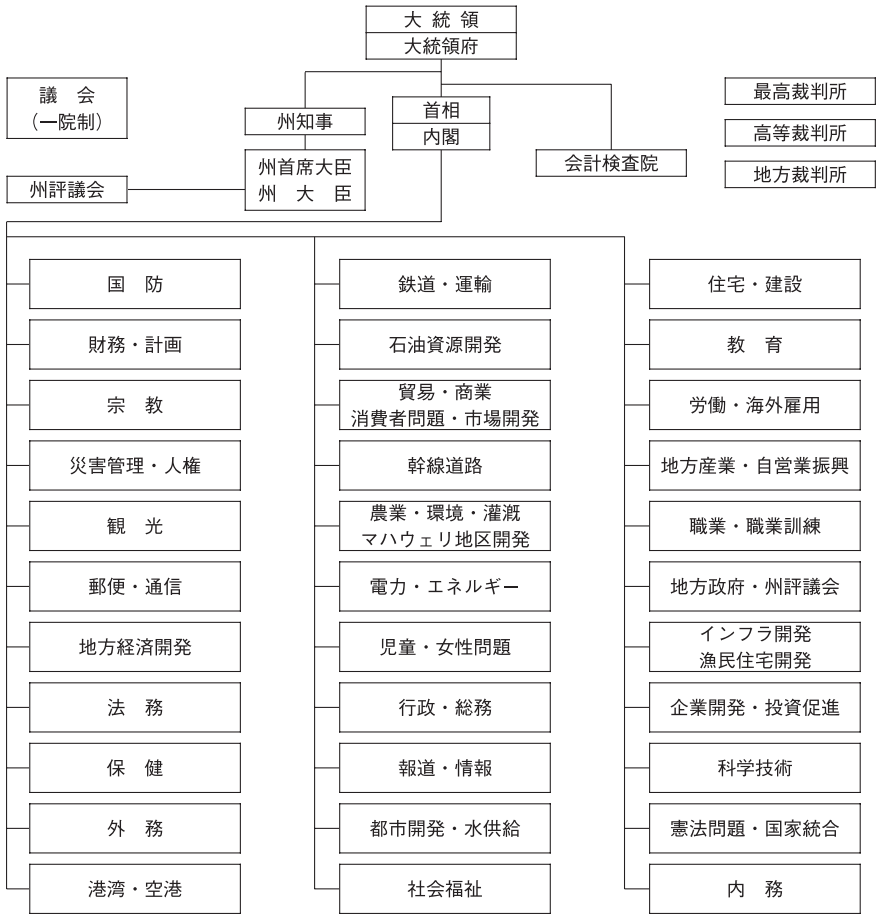 大統領
大統領府
議　会
（一院制）
州知事
州首席大臣
州　大　臣
州評議会
首相
内閣
会計検査院
最高裁判所
高等裁判所
地方裁判所
国　防
財務・計画
宗　教
災害管理・人権
観　光
郵便・通信
地方経済開発
法　務
保　健
外　務
港湾・空港
鉄道・運輸
石油資源開発
貿易・商業
消費者問題・市場開発
幹線道路
農業・環境・灌漑
マハウェリ地区開発
電力・エネルギー
児童・女性問題
行政・総務
報道・情報
都市開発・水供給
社会福祉
住宅・建設
教　育
労働・海外雇用
地方産業・自営業振興
職業・職業訓練
地方政府・州評議会
インフラ開発
漁民住宅開発
企業開発・投資促進
科学技術
憲法問題・国家統合
内　務